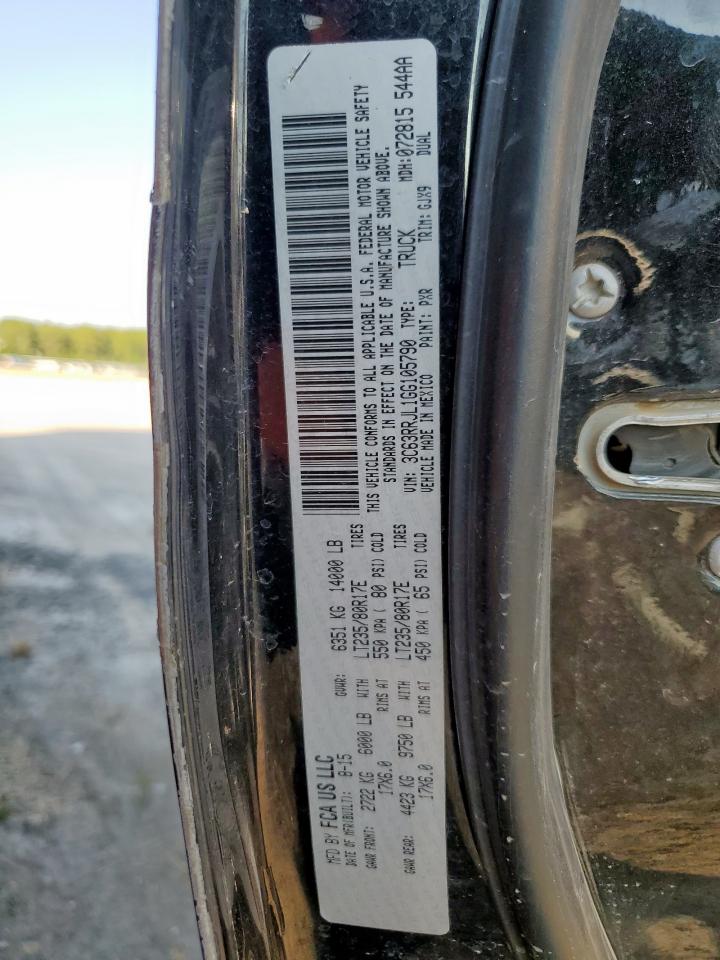 MFD BY FCA US LLC
DATE OF MFR(BUILT): 8-15 GVWR: 6351 KG 14000 LB
GAWR FRONT: 2722 KG 6000 LB WITH LT235/80R17E TIRES
17X6.0 RIMS AT 550 KPA ( 80 PSI) COLD
GAWR REAR: 4423 KG 9750 LB WITH LT235/80R17E TIRES
17X6.0 RIMS AT 450 KPA ( 65 PSI) COLD
THIS VEHICLE CONFORMS TO ALL APPLICABLE U.S.A. FEDERAL MOTOR VEHICLE SAFETY
STANDARDS IN EFFECT ON THE DATE OF MANUFACTURE SHOWN ABOVE.
VIN: 3C63RRJL1GG105790 TYPE: TRUCK MDH:072815 544AA
VEHICLE MADE IN MEXICO PAINT: PXR TRIM: GJX9 DUAL